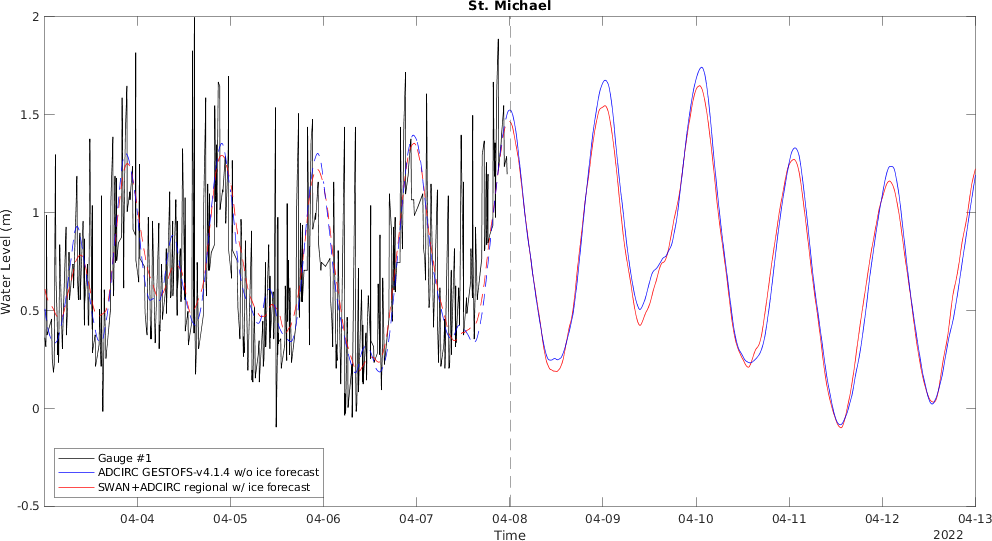 St. Michael
2
1.5
1
0.5
0
-0.5
Water Level (m)
Gauge #1
ADCIRC GESTOFS-v4.1.4 w/o ice forecast
SWAN+ADCIRC regional w/ ice forecast
04-04 04-05 04-06 04-07 04-08 04-09 04-10 04-11 04-12 04-13
Time
2022